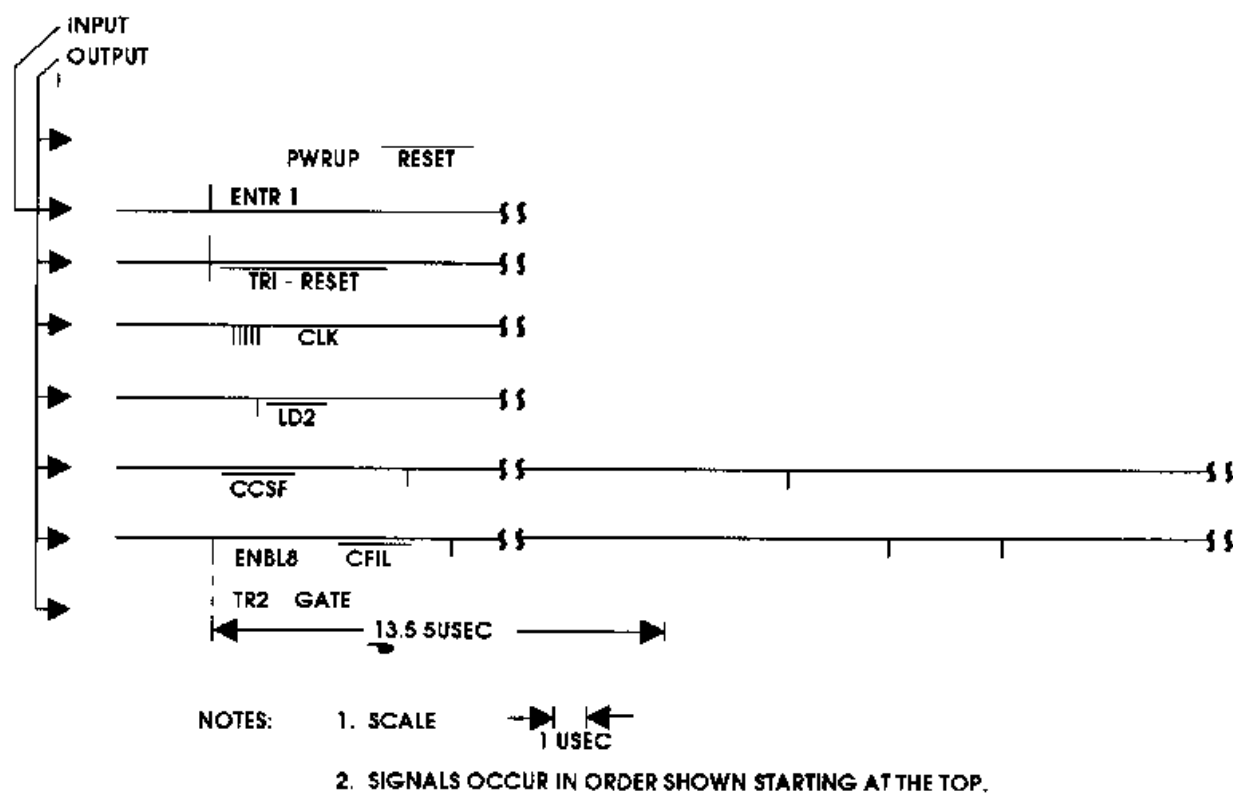 INPUT
OUTPUT
PWRUP RESET
ENTR 1
TRI - RESET
CLK
LD2
CCSF
ENBL8 CFIL
TR2 GATE
13.5 5USEC
NOTES: 1. SCALE
1 USEC
2. SIGNALS OCCUR IN ORDER SHOWN STARTING AT THE TOP.